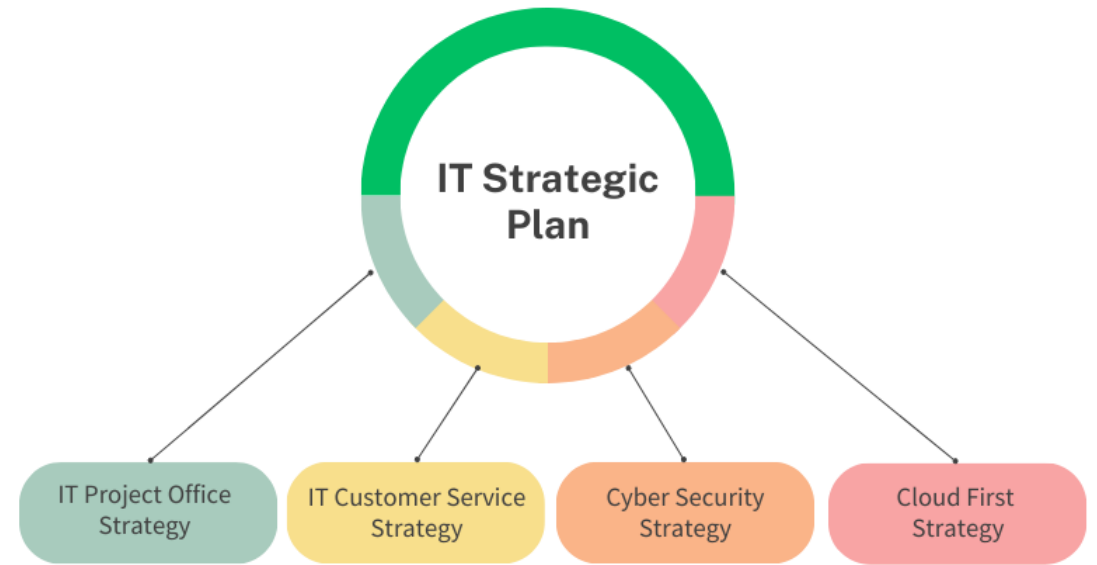 IT Strategic
Plan
IT Project Office
Strategy
IT Customer Service
Strategy
Cyber Security
Strategy
Cloud First
Strategy